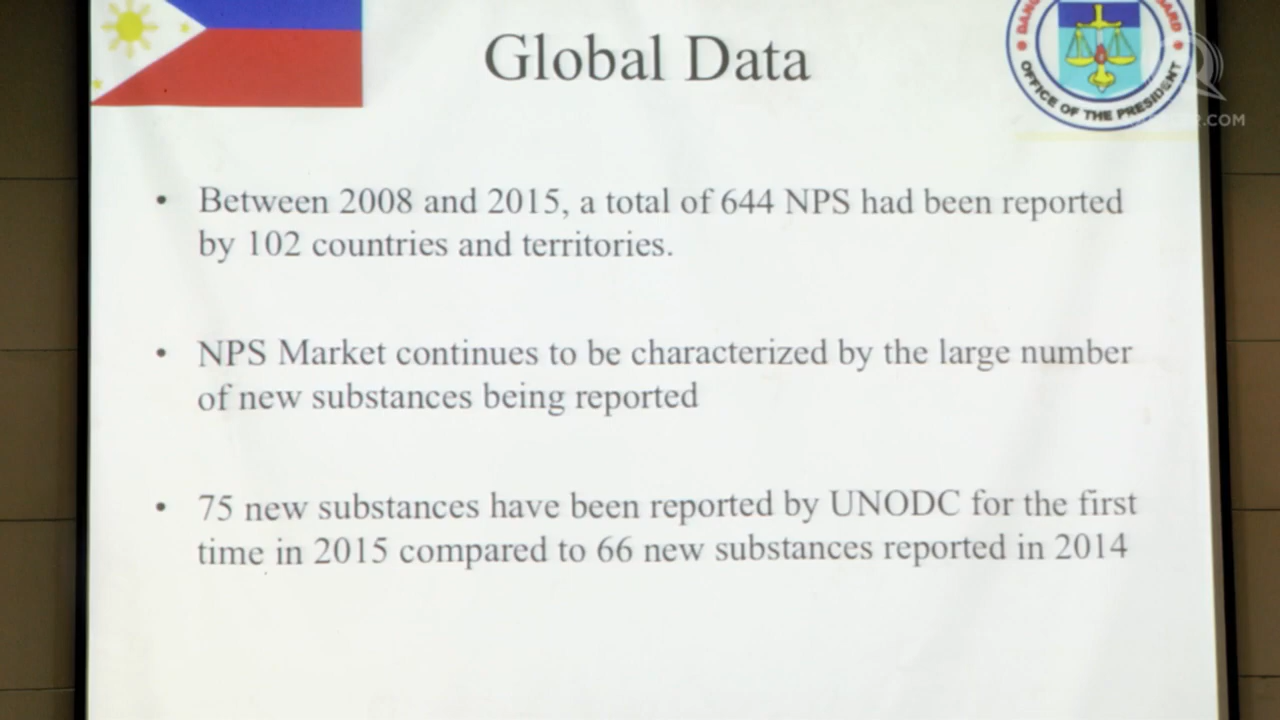 Global Data
OFFICE OF THE PRESIDENT
.COM
• Between 2008 and 2015, a total of 644 NPS had been reported
by 102 countries and territories.
• NPS Market continues to be characterized by the large number
of new substances being reported
• 75 new substances have been reported by UNODC for the first
time in 2015 compared to 66 new substances reported in 2014